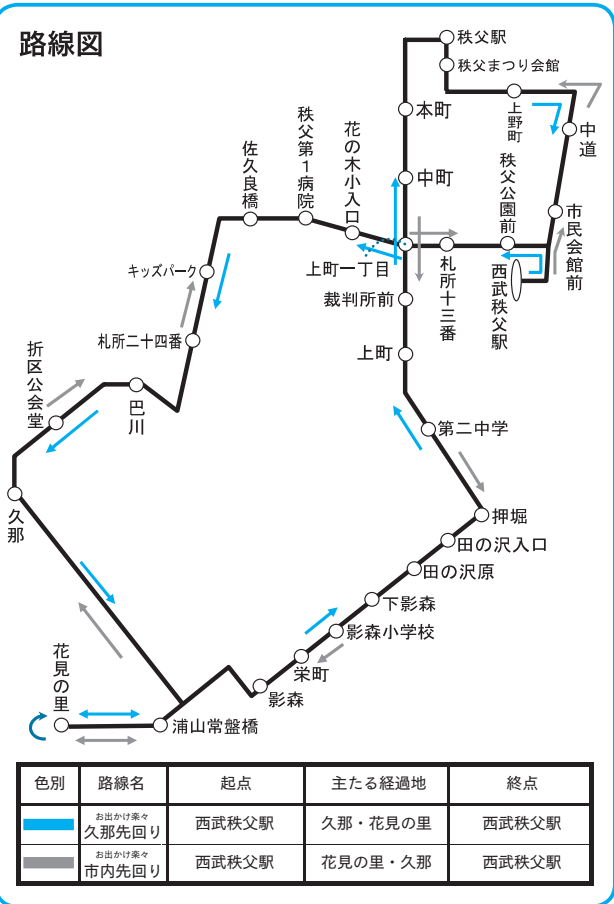 路線図
秩父駅
秩父まつり会館
上野町
中道
本町
中町
秩父公園前
市民会館前
西武秩父駅
札所十三番
上町一丁目
花の木小入口
秩父第1病院
佐久良橋
キッズパーク
札所二十四番
裁判所前
上町
折区公会堂
巴川
第二中学
久那
押堀
田の沢入口
田の沢原
下影森
影森小学校
栄町
影森
花見の里
浦山常盤橋
色別 路線名 起点 主たる経過地 終点
お出かけ楽々
久那先回り 西武秩父駅 久那・花見の里 西武秩父駅
お出かけ楽々
市内先回り 西武秩父駅 花見の里・久那 西武秩父駅